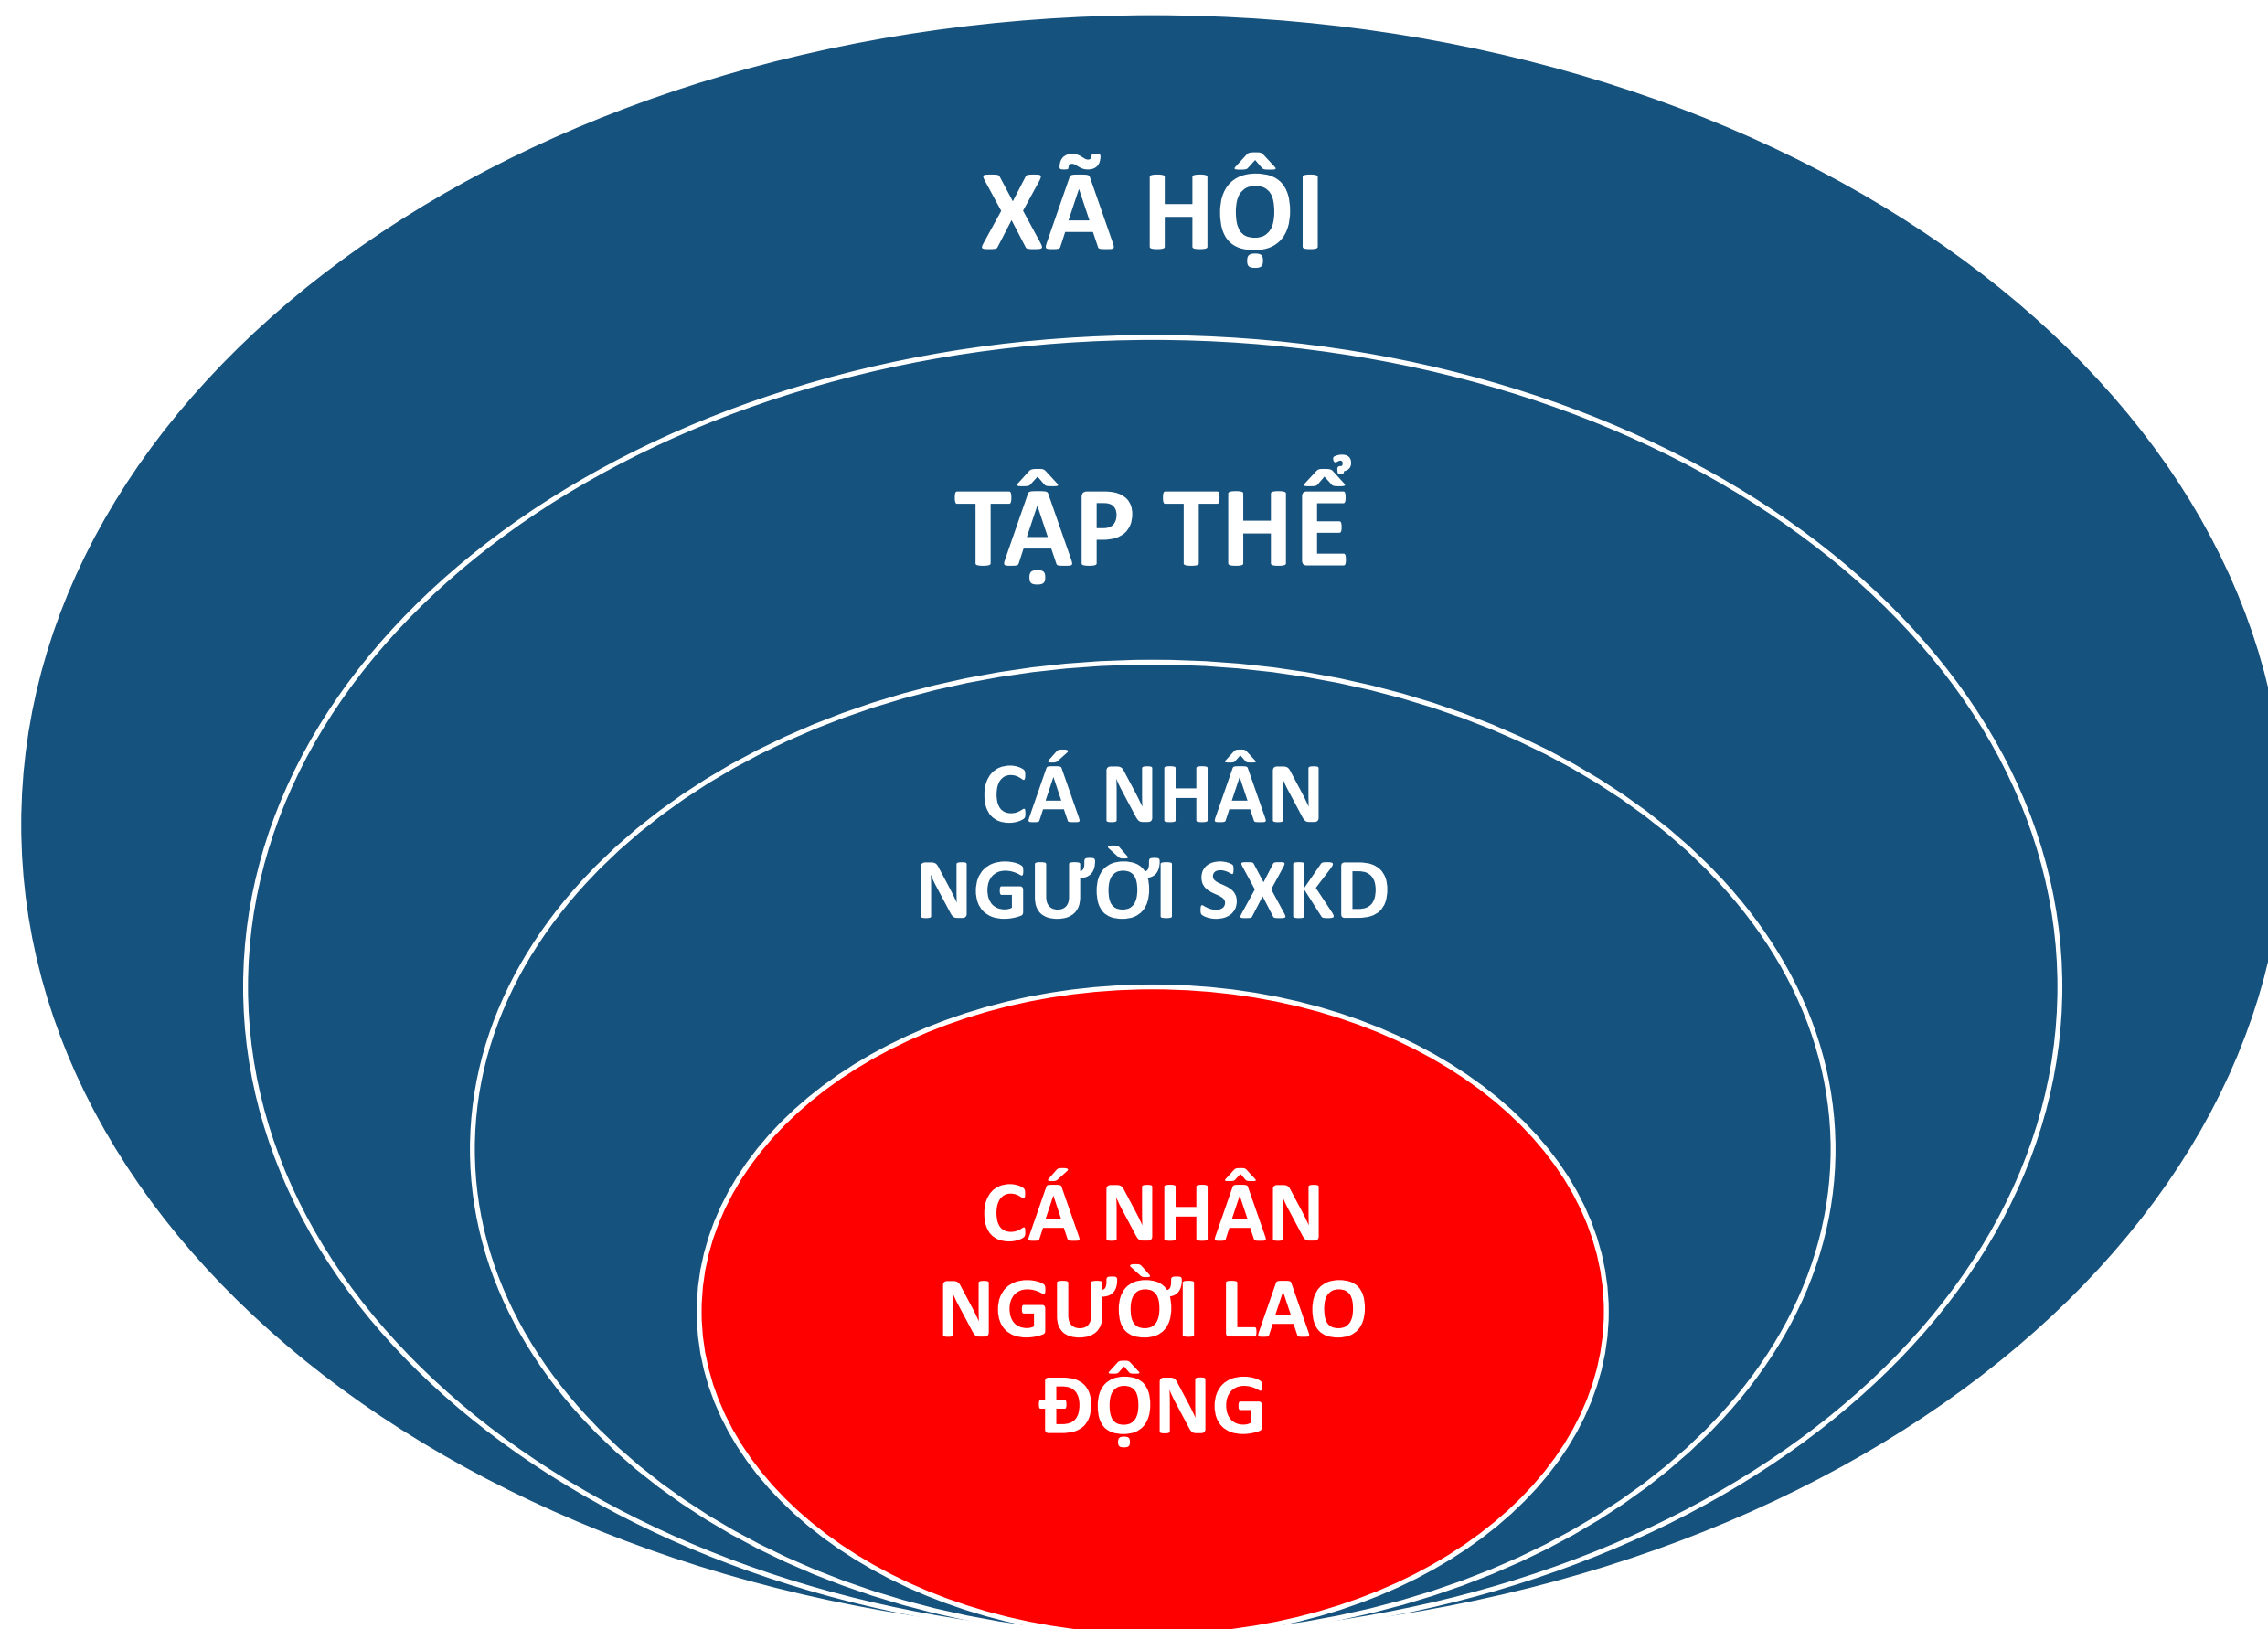 XÃ HỘI
TẬP THỂ
CÁ NHÂN
NGƯỜI SXKD
CÁ NHÂN
NGƯỜI LAO
ĐỘNG